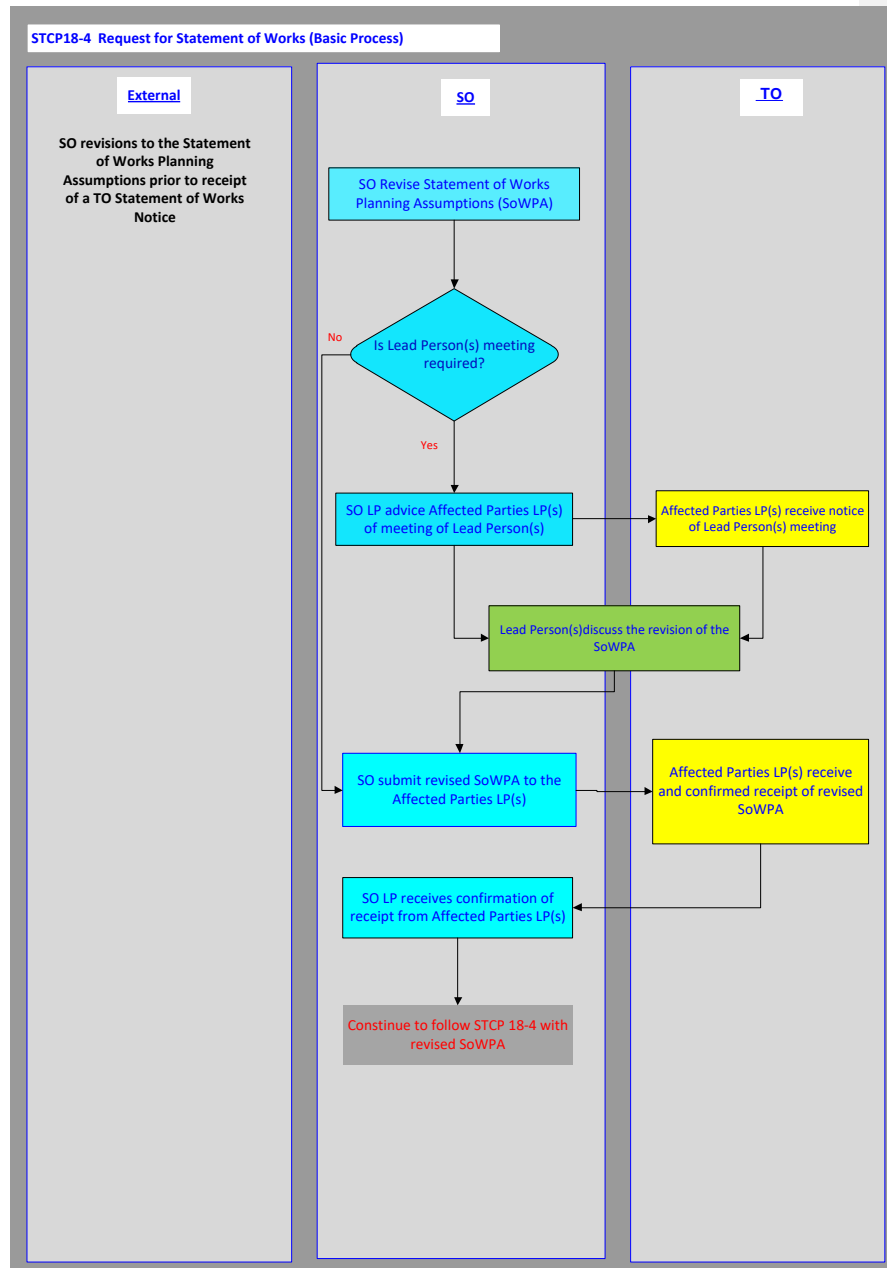 STCP18-4 Request for Statement of Works (Basic Process)
External
SO
TO
SO revisions to the Statement
of Works Planning
Assumptions prior to receipt
of a TO Statement of Works
Notice
SO Revise Statement of Works
Planning Assumptions (SoWPA)
No
Is Lead Person(s) meeting
required?
Yes
SO LP advice Affected Parties LP(s)
of meeting of Lead Person(s)
Affected Parties LP(s) receive notice
of Lead Person(s) meeting
Lead Person(s)discuss the revision of the
SoWPA
SO submit revised SoWPA to the
Affected Parties LP(s)
Affected Parties LP(s) receive
and confirmed receipt of revised
SoWPA
SO LP receives confirmation of
receipt from Affected Parties LP(s)
Constinue to follow STCP 18-4 with
revised SoWPA